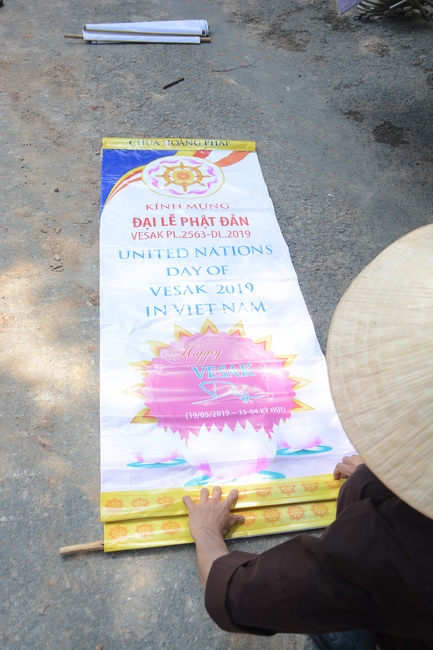 CHÙA HOẰNG PHÁP
KÍNH MỪNG
ĐẠI LỄ PHẬT ĐẢN
VESAK PL.2563-DL.2019
UNITED NATIONS
DAY OF
VESAK 2019
IN VIET NAM
Happy
VESAK
Day
(19/05/2019 – 15-04 KỶ HỢI)